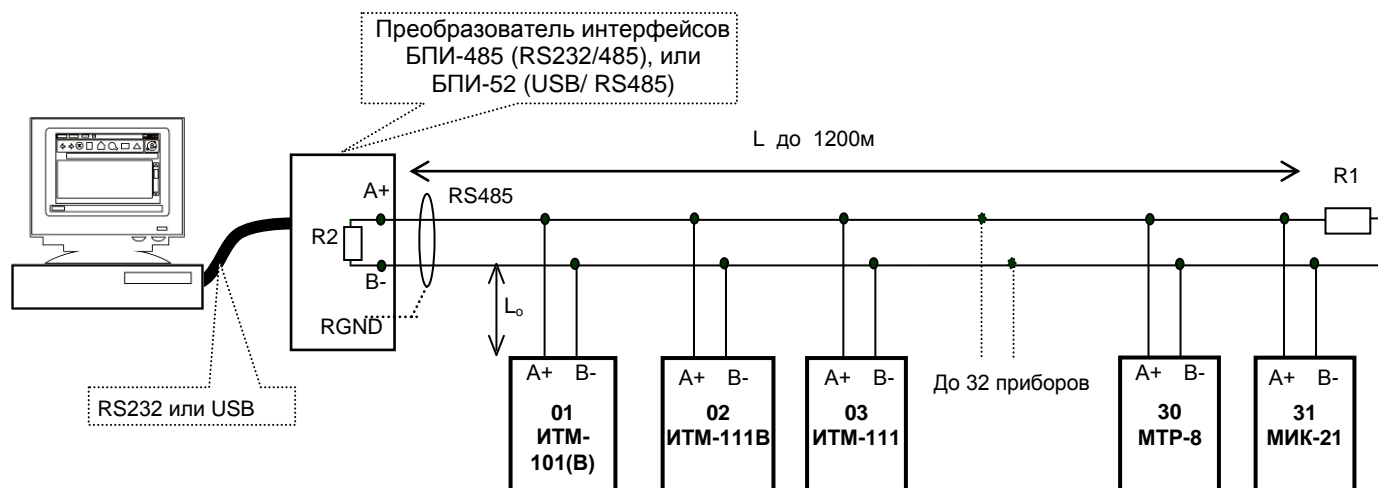 Преобразователь интерфейсов
БПИ-485 (RS232/485), или
БПИ-52 (USB/ RS485)
L до 1200м
R1
A+
RS485
R2
B-
RGND
Lₒ
RS232 или USB
До 32 приборов
A+ B-
01
ИТМ-
101(В)
A+ B-
02
ИТМ-111В
A+ B-
03
ИТМ-111
A+ B-
30
МТР-8
A+ B-
31
МИК-21